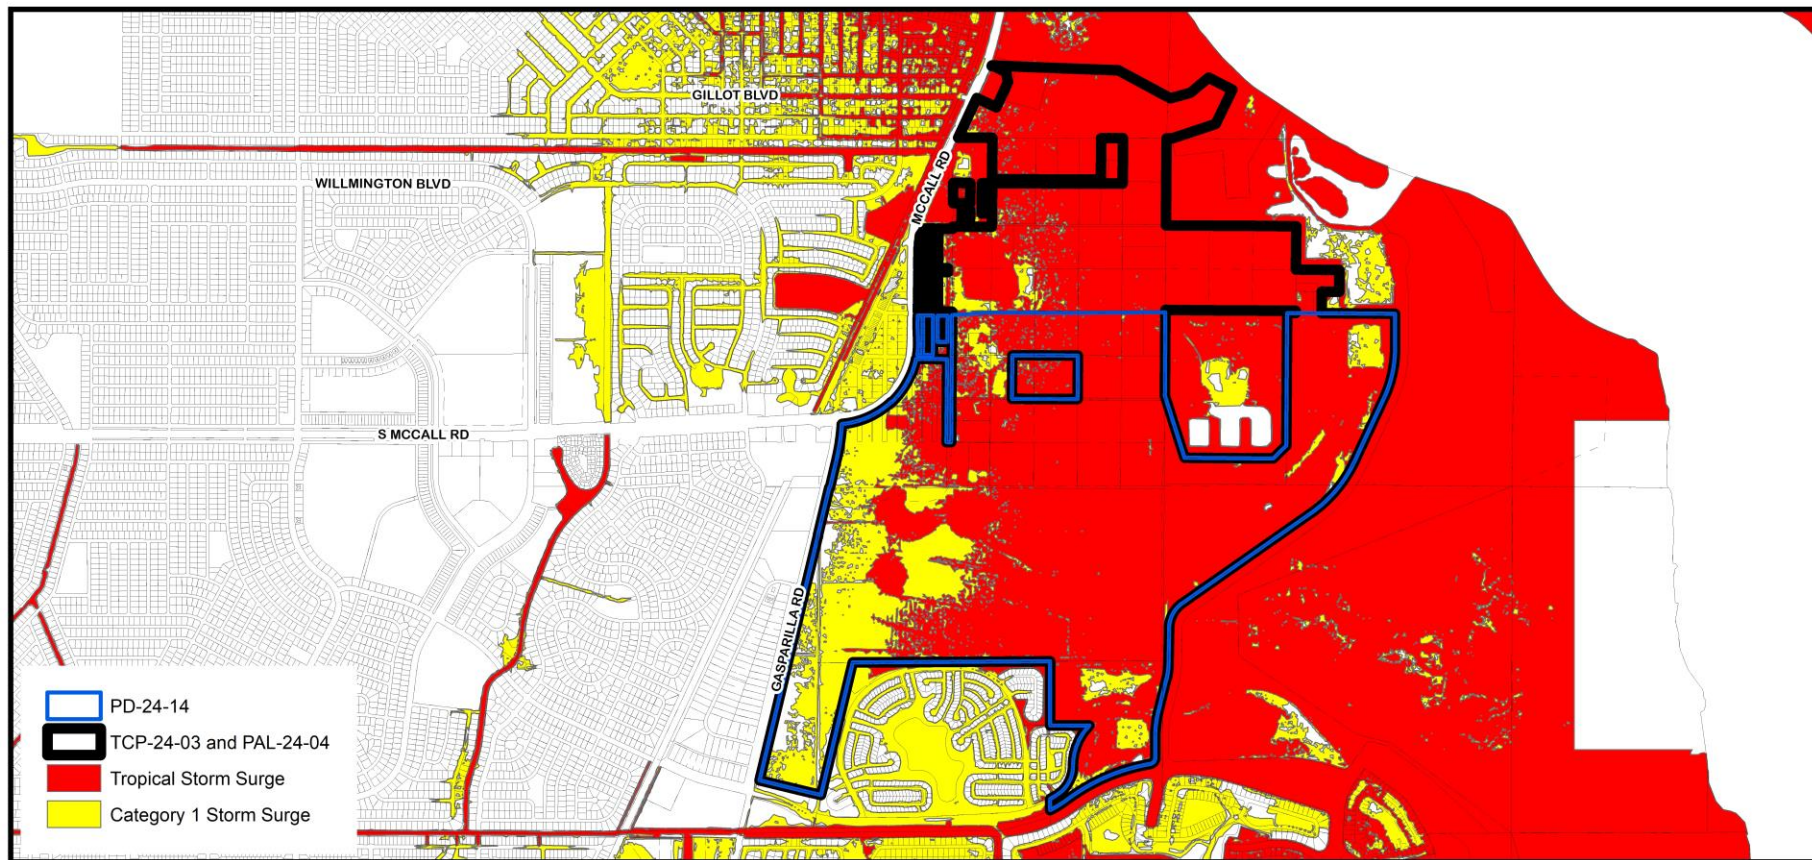 GILLOT BLVD
WILLMINGTON BLVD
MCCALL RD
S MCCALL RD
GASPARILLA RD
PD-24-14
TCP-24-03 and PAL-24-04
Tropical Storm Surge
Category 1 Storm Surge